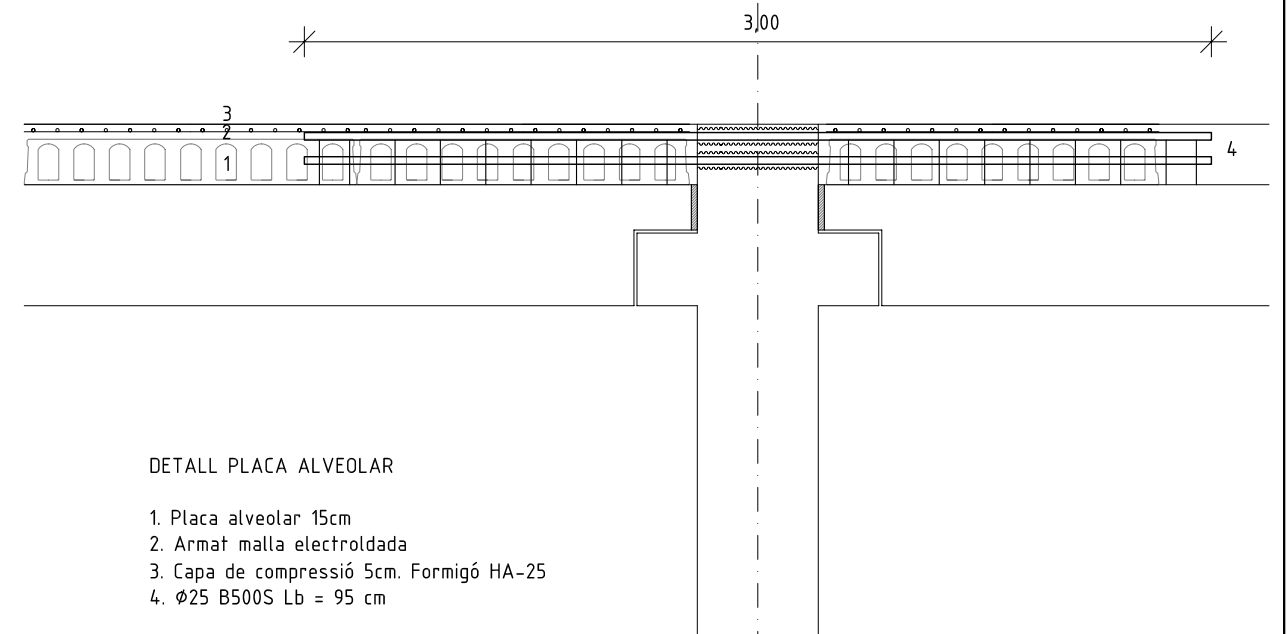 3,00
3
2
1
4
DETALL PLACA ALVEOLAR
1. Placa alveolar 15cm
2. Armat malla electroldada
3. Capa de compressió 5cm. Formigó HA-25
4. Ø25 B500S Lb = 95 cm